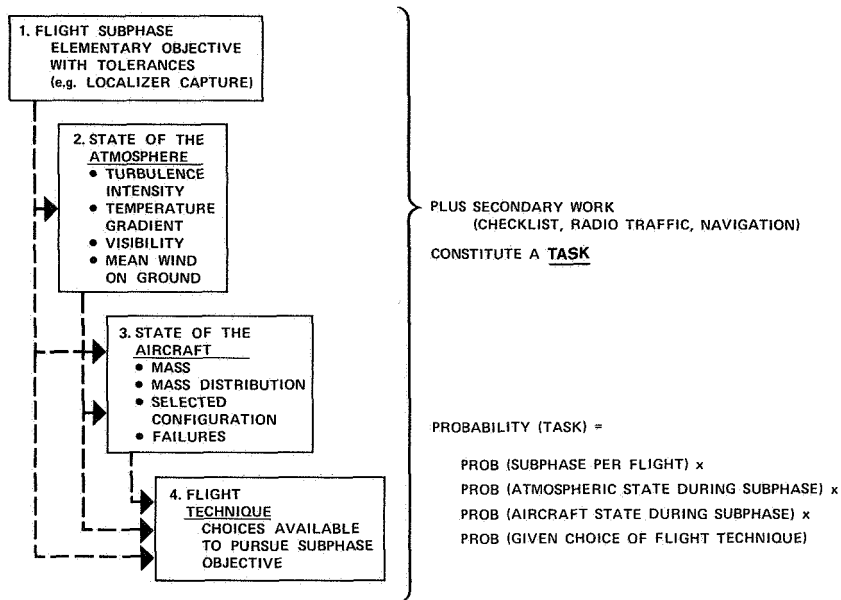 1. FLIGHT SUBPHASE
ELEMENTARY OBJECTIVE
WITH TOLERANCES
(e.g. LOCALIZER CAPTURE)
2. STATE OF THE
ATMOSPHERE
• TURBULENCE
INTENSITY
• TEMPERATURE
GRADIENT
• VISIBILITY
• MEAN WIND
ON GROUND
3. STATE OF THE
AIRCRAFT
• MASS
• MASS DISTRIBUTION
• SELECTED
CONFIGURATION
• FAILURES
4. FLIGHT
TECHNIQUE
CHOICES AVAILABLE
TO PURSUE SUBPHASE
OBJECTIVE
PLUS SECONDARY WORK
(CHECKLIST, RADIO TRAFFIC, NAVIGATION)
CONSTITUTE A TASK
PROBABILITY (TASK) =
PROB (SUBPHASE PER FLIGHT) x
PROB (ATMOSPHERIC STATE DURING SUBPHASE) x
PROB (AIRCRAFT STATE DURING SUBPHASE) x
PROB (GIVEN CHOICE OF FLIGHT TECHNIQUE)